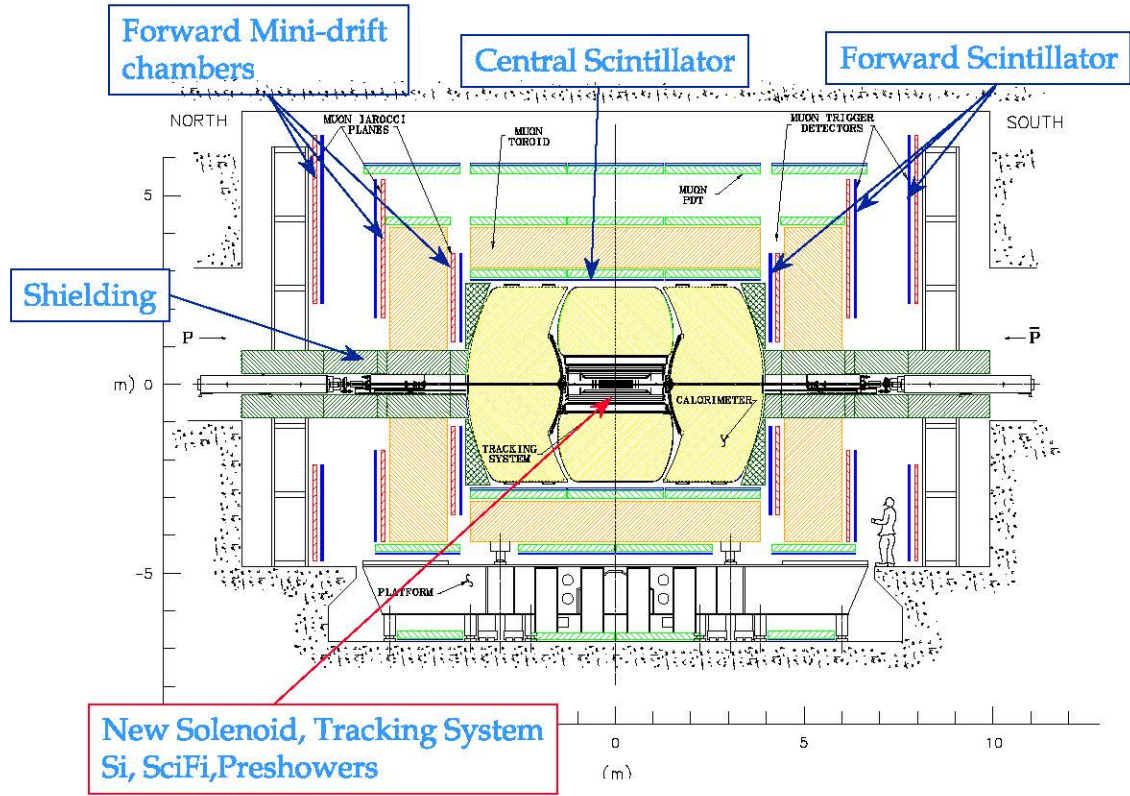 Forward Mini-drift
chambers
Central Scintillator
Forward Scintillator
NORTH
MUON IAROCCI
PLANES
MUON
TOROID
MUON TRIGGER
DETECTORS
SOUTH
5
MUON
PDT
Shielding
P
P̅
m)
0
CALORIMETER
TRACKING
SYSTEM
-5
PLATFORM
New Solenoid, Tracking System
Si, SciFi,Preshowers
0
5
10
(m)